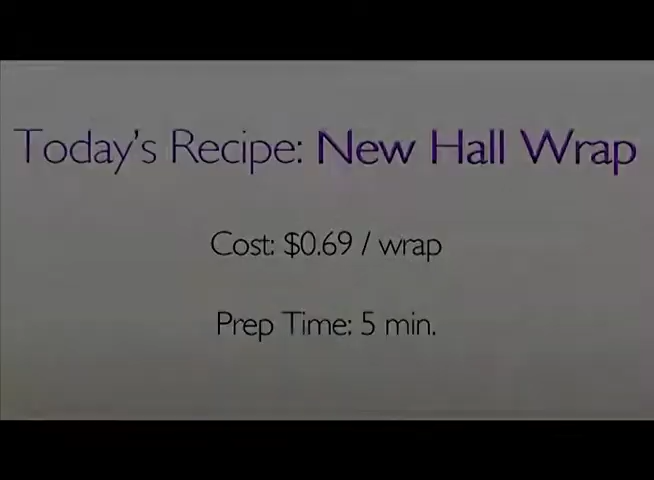 Today's Recipe: New Hall Wrap
Cost: $0.69 / wrap
Prep Time: 5 min.